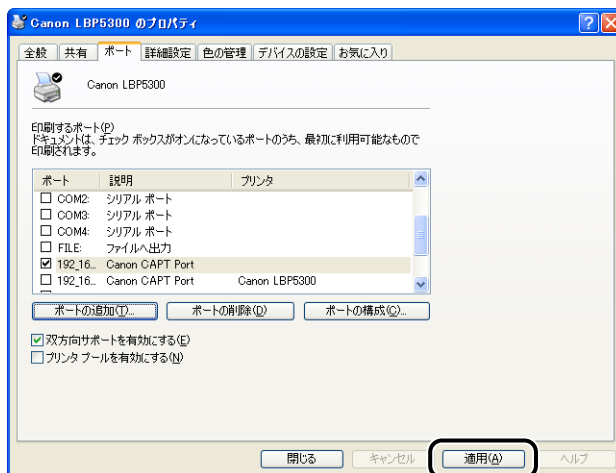 Canon LBP5300 のプロパティ
全般 共有 ポート 詳細設定 色の管理 デバイスの設定 お気に入り
Canon LBP5300
印刷するポート(P)
ドキュメントは、チェック ボックスがオンになっているポートのうち、最初に利用可能なもので
印刷されます。
ポート 説明 プリンタ
COM2: シリアル ポート
COM3: シリアル ポート
COM4: シリアル ポート
FILE: ファイルへ出力
192_16... Canon CAPT Port
192_16... Canon CAPT Port Canon LBP5300
ポートの追加(T)... ポートの削除(D) ポートの構成(C)...
双方向サポートを有効にする(E)
プリンタ プールを有効にする(N)
閉じる キャンセル 適用(A) ヘルプ